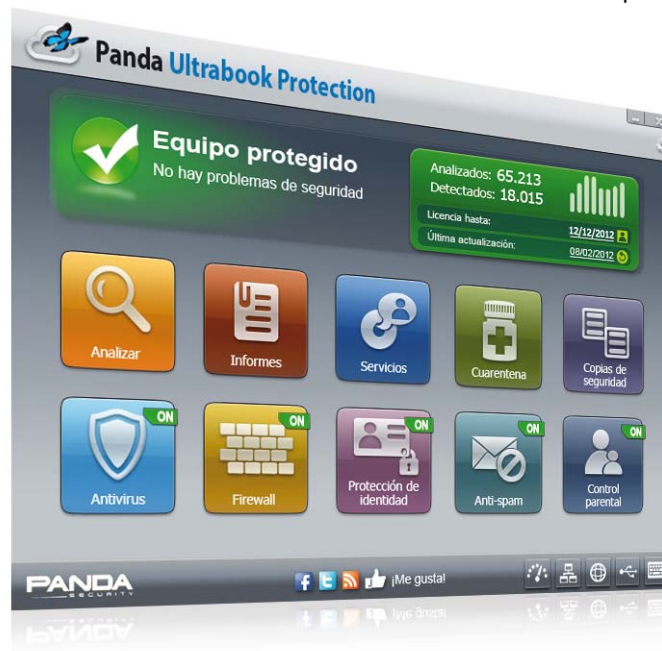 Panda Ultrabook Protection
Equipo protegido
No hay problemas de seguridad
Analizados: 65.213
Detectados: 18.015
Licencia hasta: 12/12/2012
Última actualización: 08/02/2012
Analizar
Informes
Servicios
Cuarentena
Copias de
seguridad
ON
Antivirus
ON
Firewall
ON
Protección de
identidad
ON
Anti-spam
ON
Control
parental
PANDA
SECURITY
¡Me gusta!